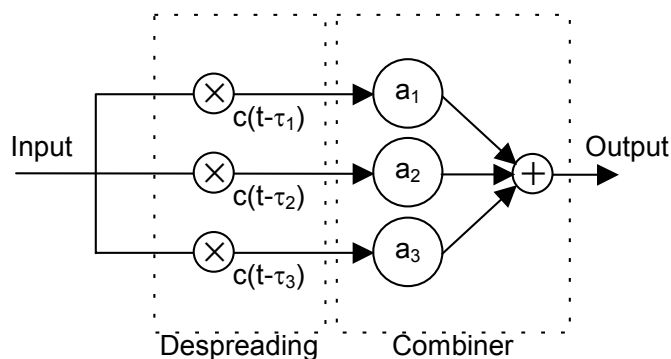 a₁
c(t-τ₁)
Input
a₂
Output
c(t-τ₂)
a₃
c(t-τ₃)
Despreading
Combiner